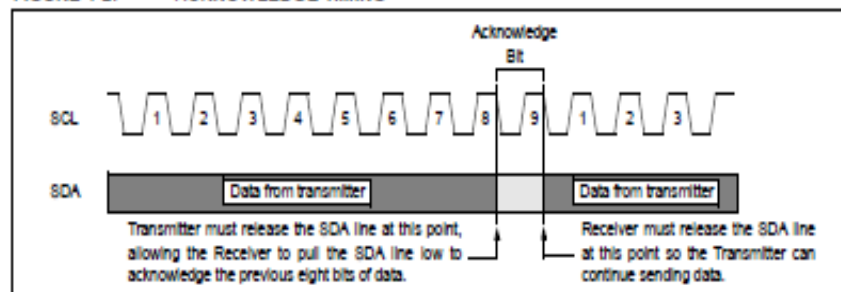 Acknowledge
Bit
SCL 1 2 3 4 5 6 7 8 9 1 2 3
SDA Data from transmitter Data from transmitter
Transmitter must release the SDA line at this point,
allowing the Receiver to pull the SDA line low to
acknowledge the previous eight bits of data.
Receiver must release the SDA line
at this point so the Transmitter can
continue sending data.